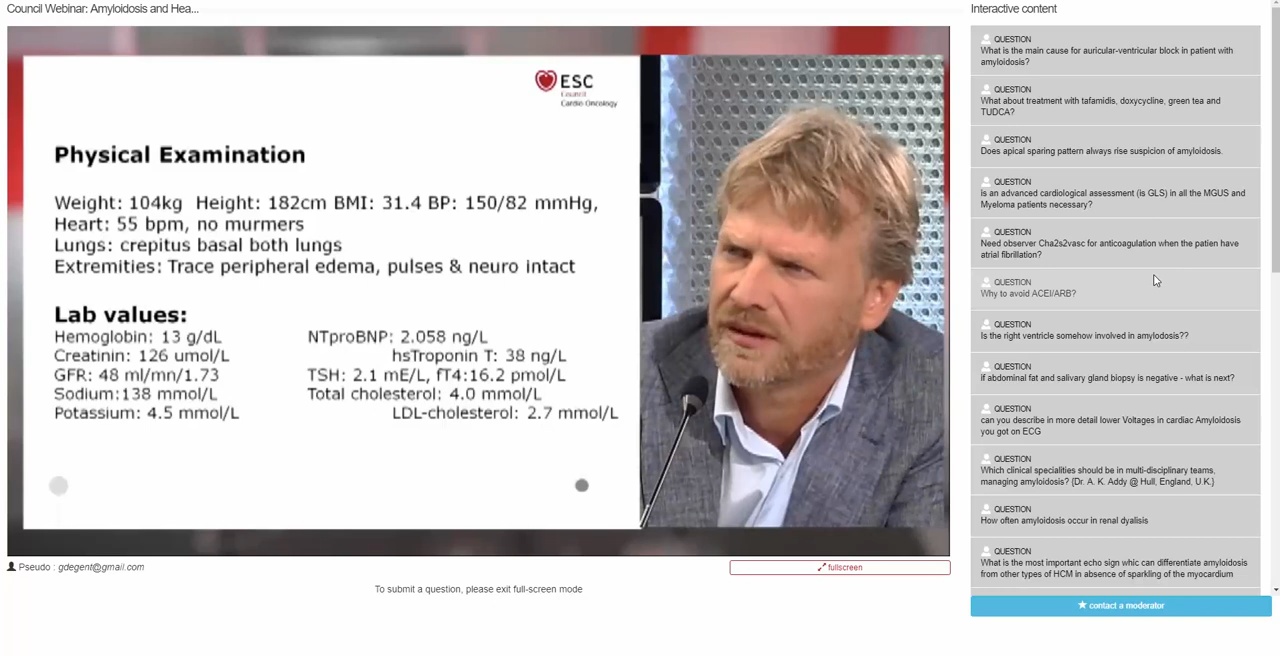 Council Webinar: Amyloidosis and Hea...
ESC
Council
Cardio Oncology
Physical Examination
Weight: 104kg Height: 182cm BMI: 31.4 BP: 150/82 mmHg,
Heart: 55 bpm, no murmers
Lungs: crepitus basal both lungs
Extremities: Trace peripheral edema, pulses & neuro intact
Lab values:
Hemoglobin: 13 g/dL
Creatinin: 126 umol/L
GFR: 48 ml/mn/1.73
Sodium:138 mmol/L
Potassium: 4.5 mmol/L
NTproBNP: 2.058 ng/L
hsTroponin T: 38 ng/L
TSH: 2.1 mE/L, fT4:16.2 pmol/L
Total cholesterol: 4.0 mmol/L
LDL-cholesterol: 2.7 mmol/L
Pseudo : gdegent@gmail.com
fullscreen
To submit a question, please exit full-screen mode
Interactive content
QUESTION
What is the main cause for auricular-ventricular block in patient with
amyloidosis?
QUESTION
What about treatment with tafamidis, doxycycline, green tea and
TUDCA?
QUESTION
Does apical sparing pattern always rise suspicion of amyloidosis.
QUESTION
is an advanced cardiological assessment (is GLS) in all the MGUS and
Myeloma patients necessary?
QUESTION
Need observer Cha2s2vasc for anticoagulation when the patien have
atrial fibrillation?
QUESTION
Why to avoid ACEI/ARB?
QUESTION
Is the right ventricle somehow involved in amylodosis??
QUESTION
if abdominal fat and salivary gland biopsy is negative - what is next?
QUESTION
can you describe in more detail lower Voltages in cardiac Amyloidosis
you got on ECG
QUESTION
Which clinical specialities should be in multi-disciplinary teams,
managing amyloidosis? {Dr. A. K. Addy @ Hull, England, U.K.}
QUESTION
How often amyloidosis occur in renal dyalisis
QUESTION
What is the most important echo sign whic can differentiate amyloidosis
from other types of HCM in absence of sparkling of the myocardium
contact a moderator